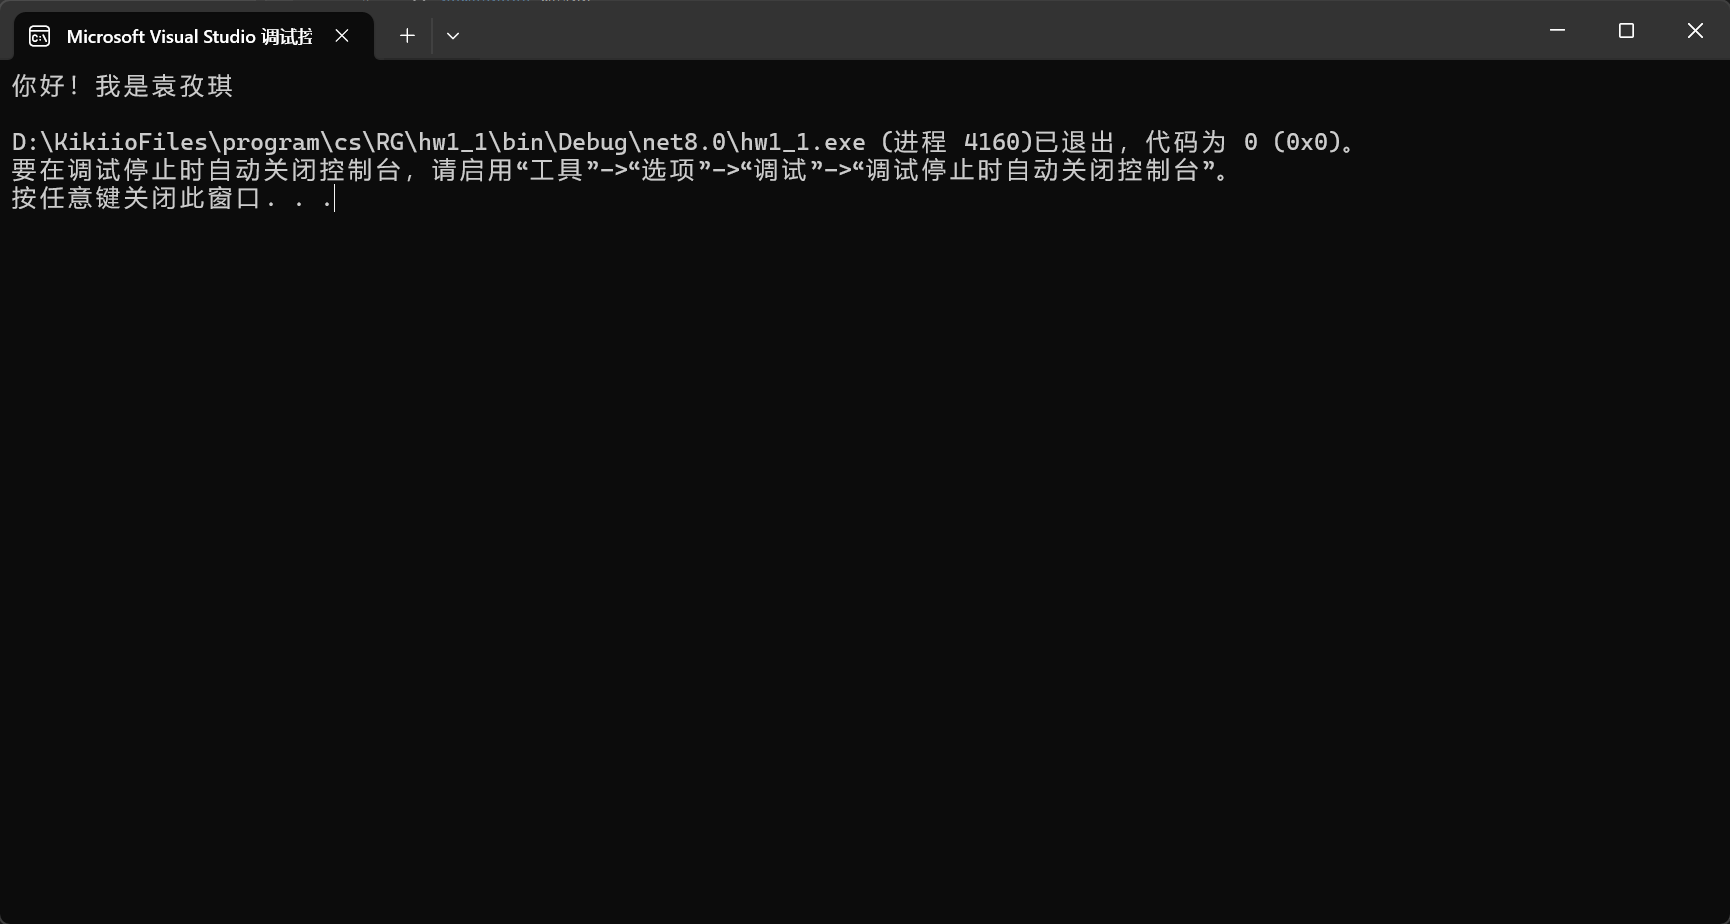 Microsoft Visual Studio 调试控
你好！我是袁孜琪
D:\KikiioFiles\program\cs\RG\hw1_1\bin\Debug\net8.0\hw1_1.exe (进程 4160)已退出，代码为 0 (0x0)。
要在调试停止时自动关闭控制台，请启用“工具”->“选项”->“调试”->“调试停止时自动关闭控制台”。
按任意键关闭此窗口. . .